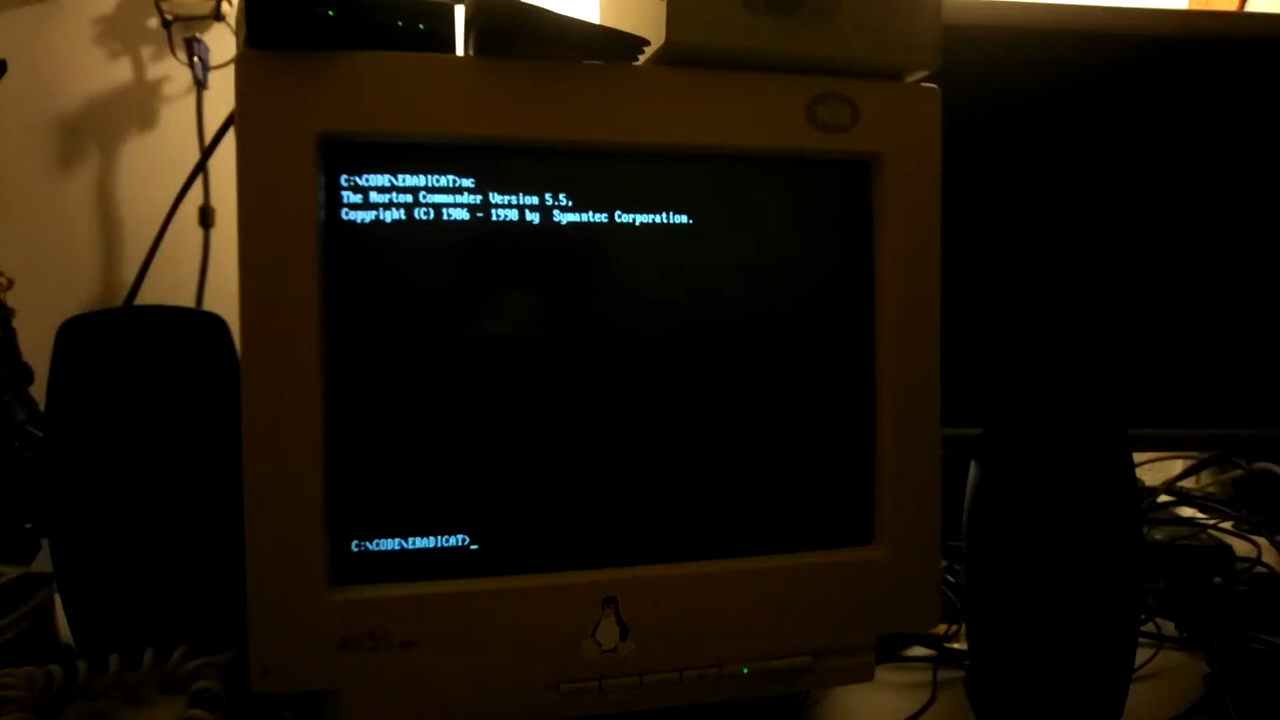 C:\CODE\ERADICAT>nc
The Norton Commander Version 5.5,
Copyright (C) 1986 - 1998 by  Symantec Corporation.
C:\CODE\ERADICAT>_